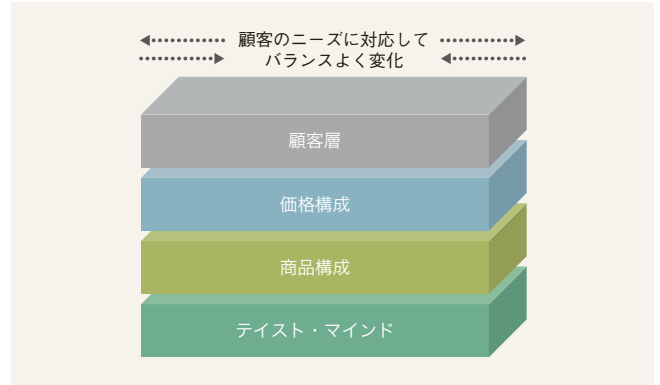 顧客のニーズに対応して
バランスよく変化
顧客層
価格構成
商品構成
テイスト・マインド